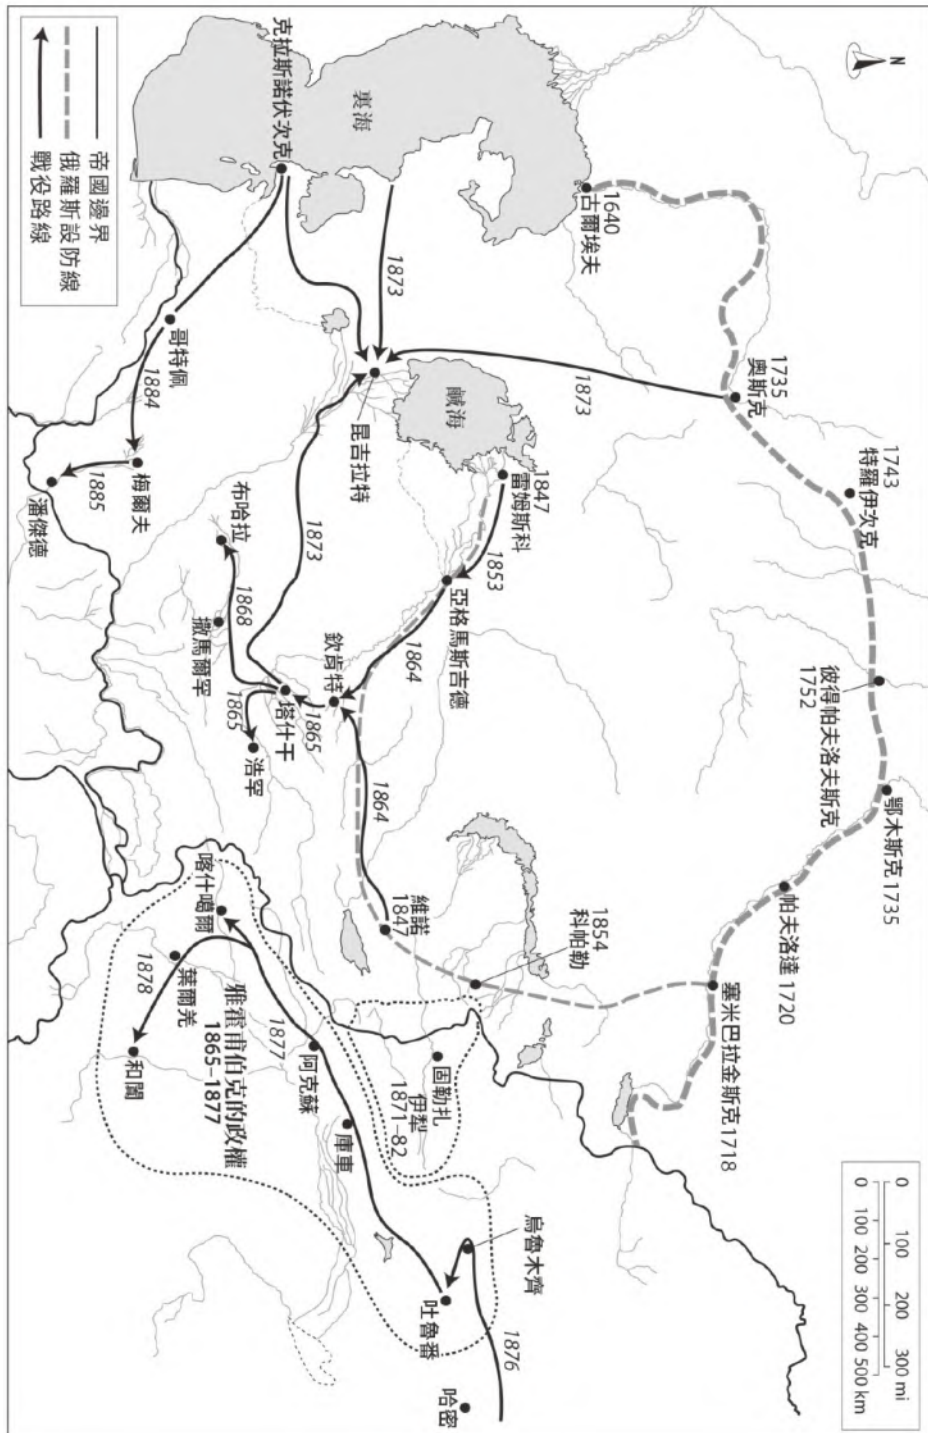 N
0 100 200 300 mi
0 100 200 300 400 500 km
1640
古爾埃夫
1735
奧斯克
1743
特羅伊次克
彼得帕夫洛夫斯克
1752
鄂木斯克 1735
帕夫洛達 1720
塞米巴拉金斯克 1718
裏海
克拉斯諾伏次克
1873
1873
鹹海
昆吉拉特
1847
雷姆斯科
1853
亞格馬斯吉德
1864
1864
維諾
1847
1854
科帕勒
欽肯特
1865
塔什干
1873
1868
布哈拉
撒馬爾罕
1865
浩罕
哥特佩
1884
梅爾夫
1885
潘傑德
固勒扎
伊犁
1871–82
烏魯木齊
1876
吐魯番
哈密
庫車
阿克蘇
1877
喀什噶爾
葉爾羌
1878
和闐
雅霍甫伯克的政權
1865–1877
帝國邊界
俄羅斯設防線
戰役路線